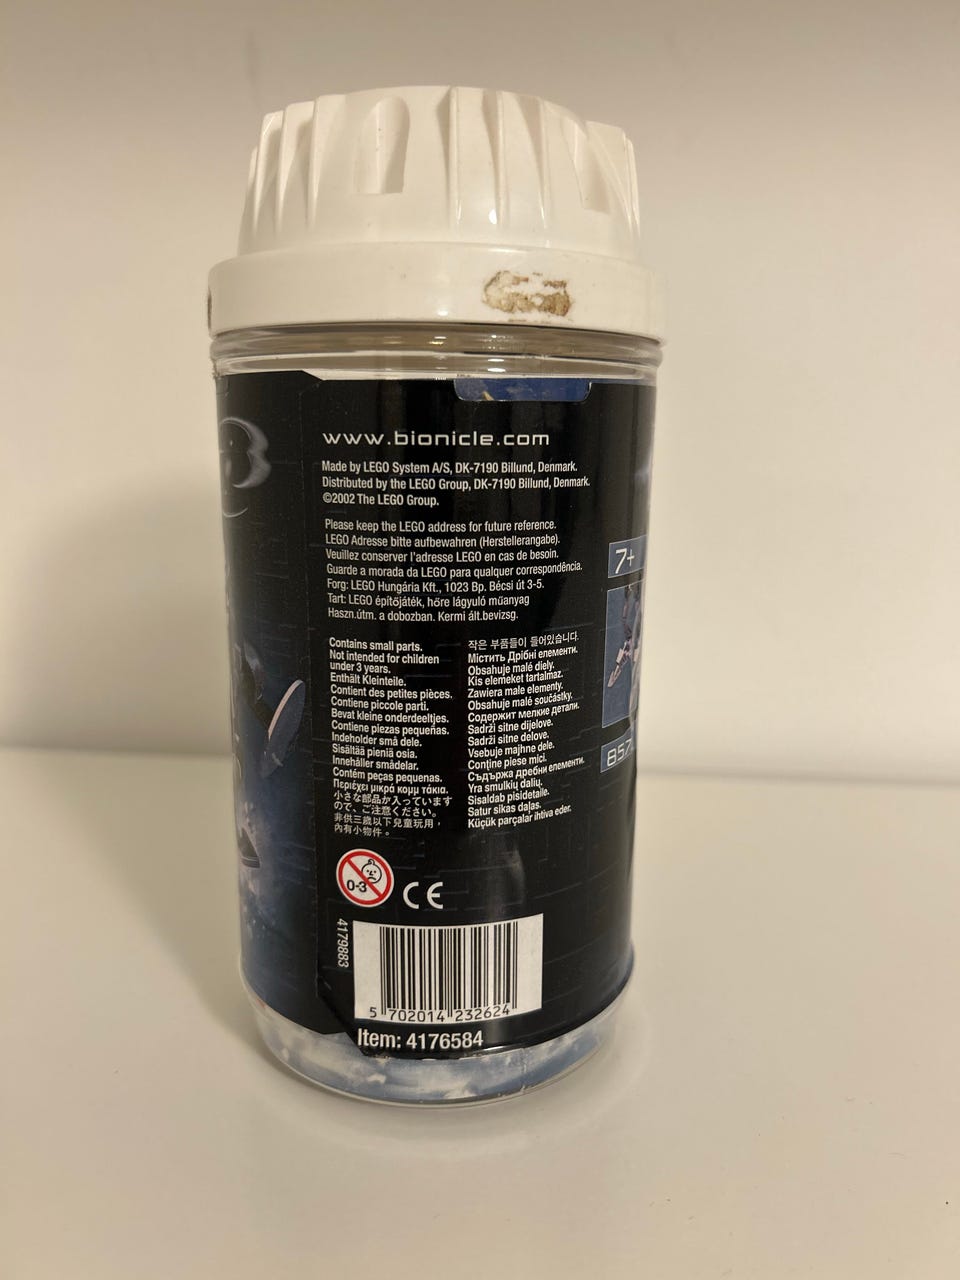 www.bionicle.com
Made by LEGO System A/S, DK-7190 Billund, Denmark.
Distributed by the LEGO Group, DK-7190 Billund, Denmark.
©2002 The LEGO Group.
Please keep the LEGO address for future reference.
LEGO Adresse bitte aufbewahren (Herstellerangabe).
Veuillez conserver l'adresse LEGO en cas de besoin.
Guarde a morada da LEGO para qualquer correspondência.
Forg: LEGO Hungária Kft., 1023 Bp. Bécsi út 3-5.
Tart: LEGO építőjáték, hőre lágyuló műanyag
Haszn.útm. a dobozban. Kermi ált.bevizsg.
Contains small parts.
Not intended for children
under 3 years.
Enthält Kleinteile.
Contient des petites pièces.
Contiene piccole parti.
Bevat kleine onderdeeltjes.
Contiene piezas pequeñas.
Indeholder små dele.
Sisältää pieniä osia.
Innehåller smådelar.
Contém peças pequenas.
Περιέχει μικρά κομμάτια.
小さな部品が入っています
ので、ご注意ください。
非供三歲以下兒童玩用，
內有小物件。
작은 부품들이 들어있습니다.
Містить Дрібні елементи.
Obsahuje malé diely.
Kis elemeket tartalmaz.
Zawiera małe elementy.
Obsahuje malé součástky.
Содержит мелкие детали.
Sadrži sitne dijelove.
Sadrži sitne delove.
Vsebuje majhne dele.
Conţine piese mici.
Съдържа дребни елементи.
Yra smulkių dalių.
Sisaldab pisidetaile.
Satur sīkas daļas.
Küçük parçalar ihtiva eder.
7+
857
0-3
CE
4179883
5 702014 232624
Item: 4176584